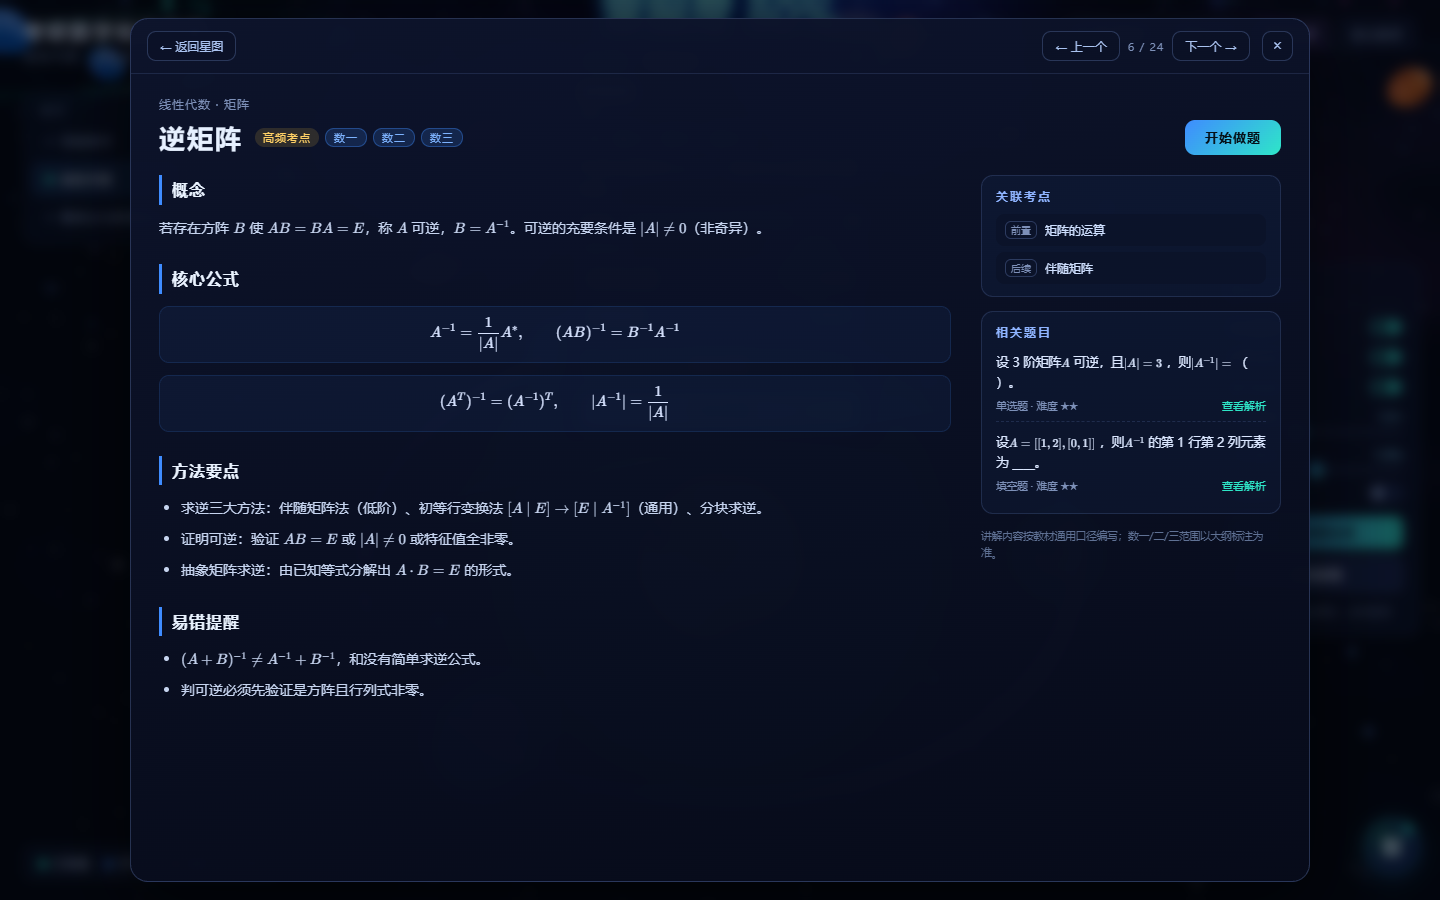 ←返回星图
←上一个
6 / 24
下一个→
×
线性代数 · 矩阵
逆矩阵
高频考点
数一
数二
数三
开始做题
概念
若存在方阵 B 使 AB = BA = E，称 A 可逆，B = A⁻¹。可逆的充要条件是 |A| ≠ 0（非奇异）。
核心公式
A⁻¹ = 1/|A| A*, (AB)⁻¹ = B⁻¹A⁻¹
(Aᵀ)⁻¹ = (A⁻¹)ᵀ, |A⁻¹| = 1/|A|
方法要点
• 求逆三大方法：伴随矩阵法（低阶）、初等行变换法 [A | E] → [E | A⁻¹]（通用）、分块求逆。
• 证明可逆：验证 AB = E 或 |A| ≠ 0 或特征值全非零。
• 抽象矩阵求逆：由已知等式分解出 A · B = E 的形式。
易错提醒
• (A + B)⁻¹ ≠ A⁻¹ + B⁻¹，和没有简单求逆公式。
• 判可逆必须先验证是方阵且行列式非零。
关联考点
前置 矩阵的运算
后续 伴随矩阵
相关题目
设 3 阶矩阵A 可逆，且|A| = 3，则|A⁻¹| = （
）。
单选题 · 难度 ★★
查看解析
设A = [[1, 2], [0, 1]]，则A⁻¹ 的第 1 行第 2 列元素
为 ___。
填空题 · 难度 ★★
查看解析
讲解内容按教材通用口径编写；数一/二/三范围以大纲标注为
准。